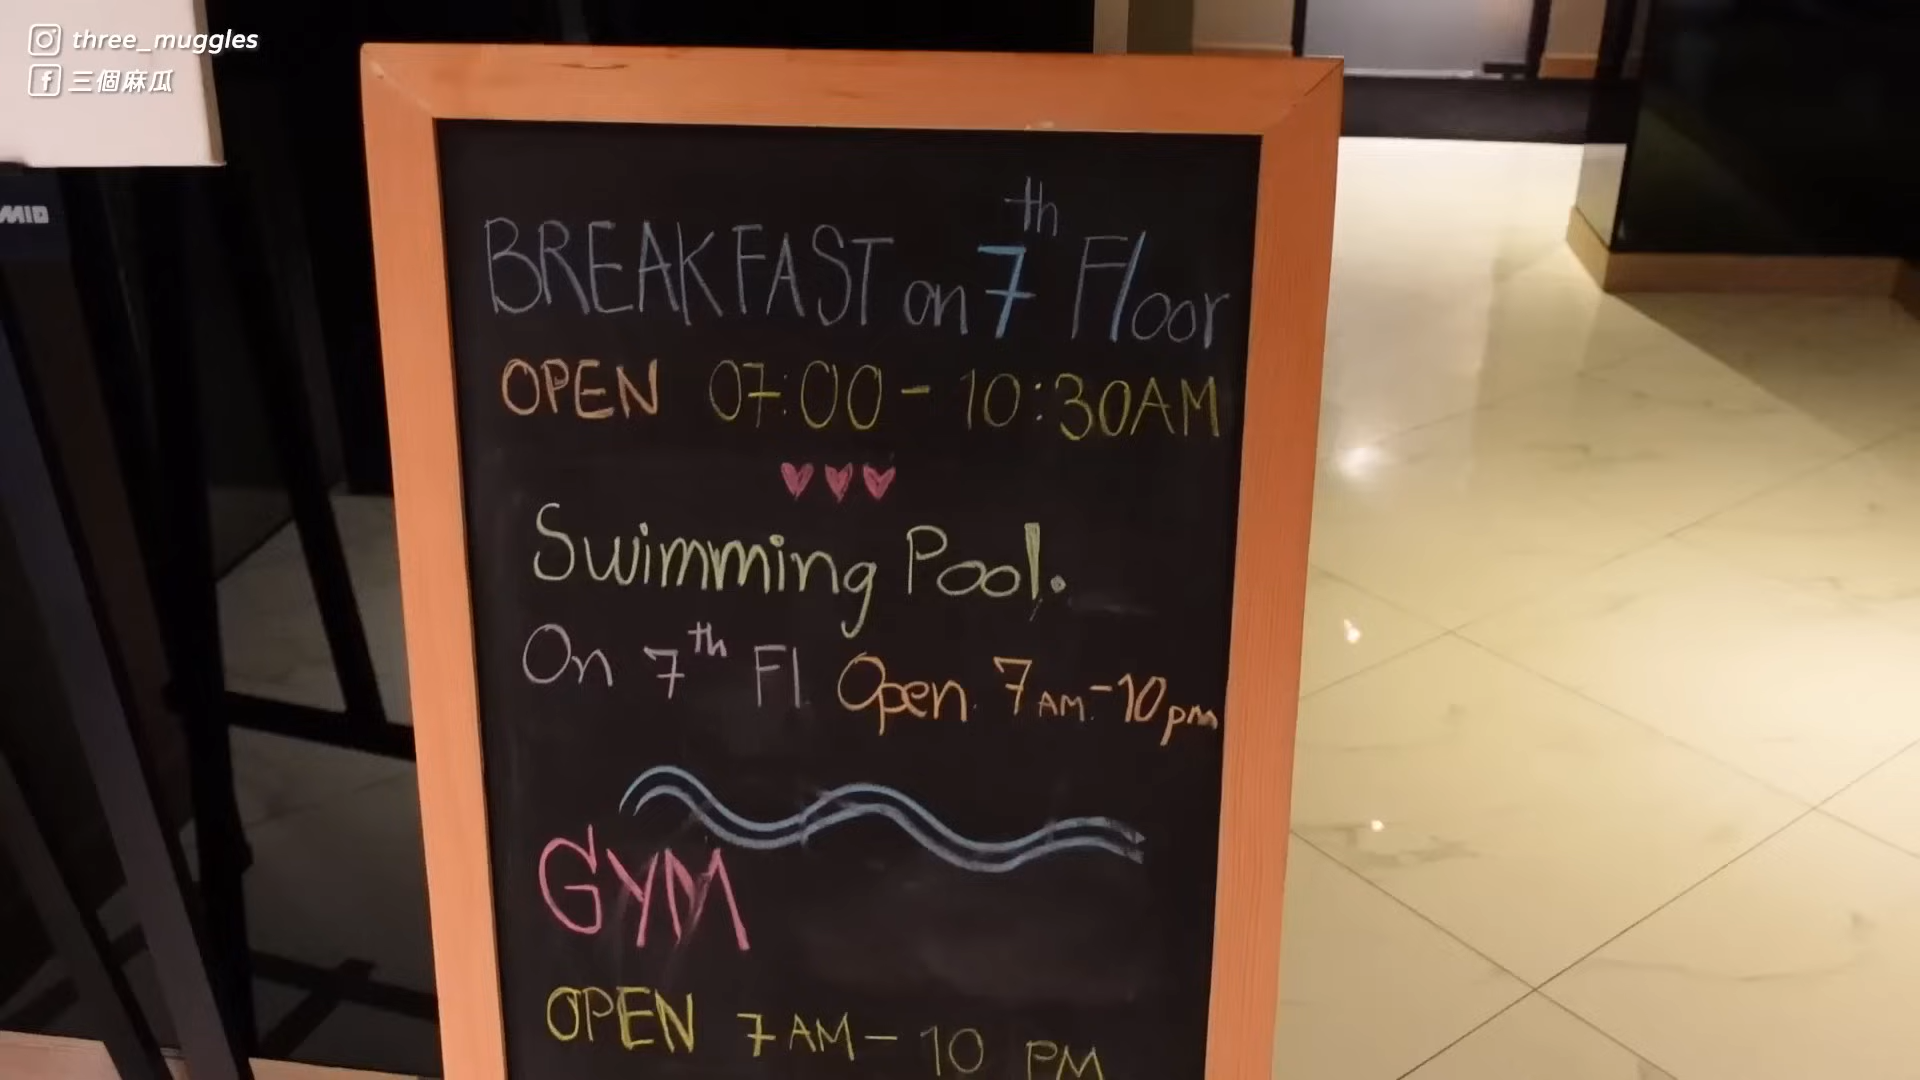 three_muggles
三個麻瓜
MIO
BREAKFAST on 7th Floor
OPEN 07:00 - 10:30AM
Swimming Pool.
On 7th Fl. Open. 7AM.-10pm
GYM
OPEN 7AM - 10 PM